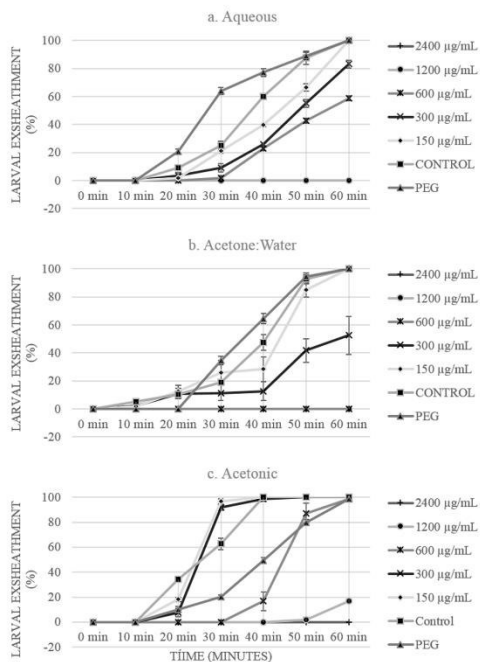 a. Aqueous
LARVAL EXSHEATHMENT
(%)
100
80
60
40
20
0
-20
0 min 10 min 20 min 30 min 40 min 50 min 60 min
2400 µg/mL
1200 µg/mL
600 µg/mL
300 µg/mL
150 µg/mL
CONTROL
PEG
b. Acetone:Water
LARVAL EXSHEATHMENT
(%)
100
80
60
40
20
0
-20
0 min 10 min 20 min 30 min 40 min 50 min 60 min
2400 µg/mL
1200 µg/mL
600 µg/mL
300 µg/mL
150 µg/mL
CONTROL
PEG
c. Acetonic
LARVAL EXSHEATHMENT
(%)
100
80
60
40
20
0
-20
0 min 10 min 20 min 30 min 40 min 50 min 60 min
TÍIME (MINUTES)
2400 µg/mL
1200 µg/mL
600 µg/mL
300 µg/mL
150 µg/mL
Control
PEG